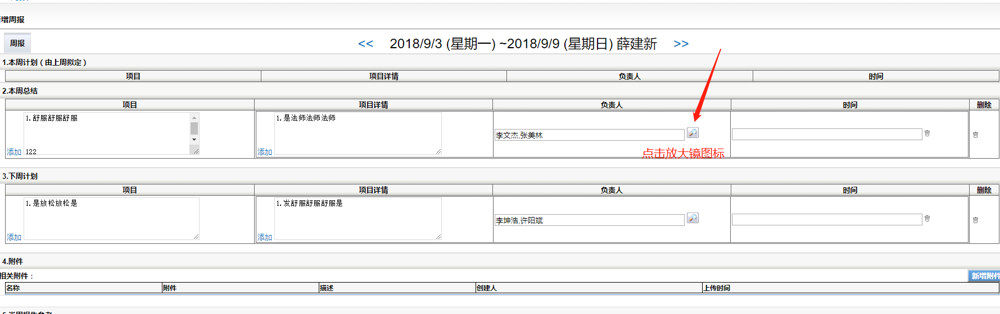 新增周报
周报
<< 2018/9/3 (星期一) ~2018/9/9 (星期日) 薛建新 >>
1.本周计划（由上周拟定）
项目 项目详情 负责人 时间
2.本周总结
项目 项目详情 负责人 时间 删除
1.舒服舒服舒服
122
添加
1.是法师法师法师
添加
李文杰,张美林
点击放大镜图标
3.下周计划
项目 项目详情 负责人 时间 删除
1.是放松放松是
添加
1.发舒服舒服舒服是
添加
李坤浩,许阳斌
4.附件
相关附件：
新增附件
名称 附件 描述 创建人 上传时间